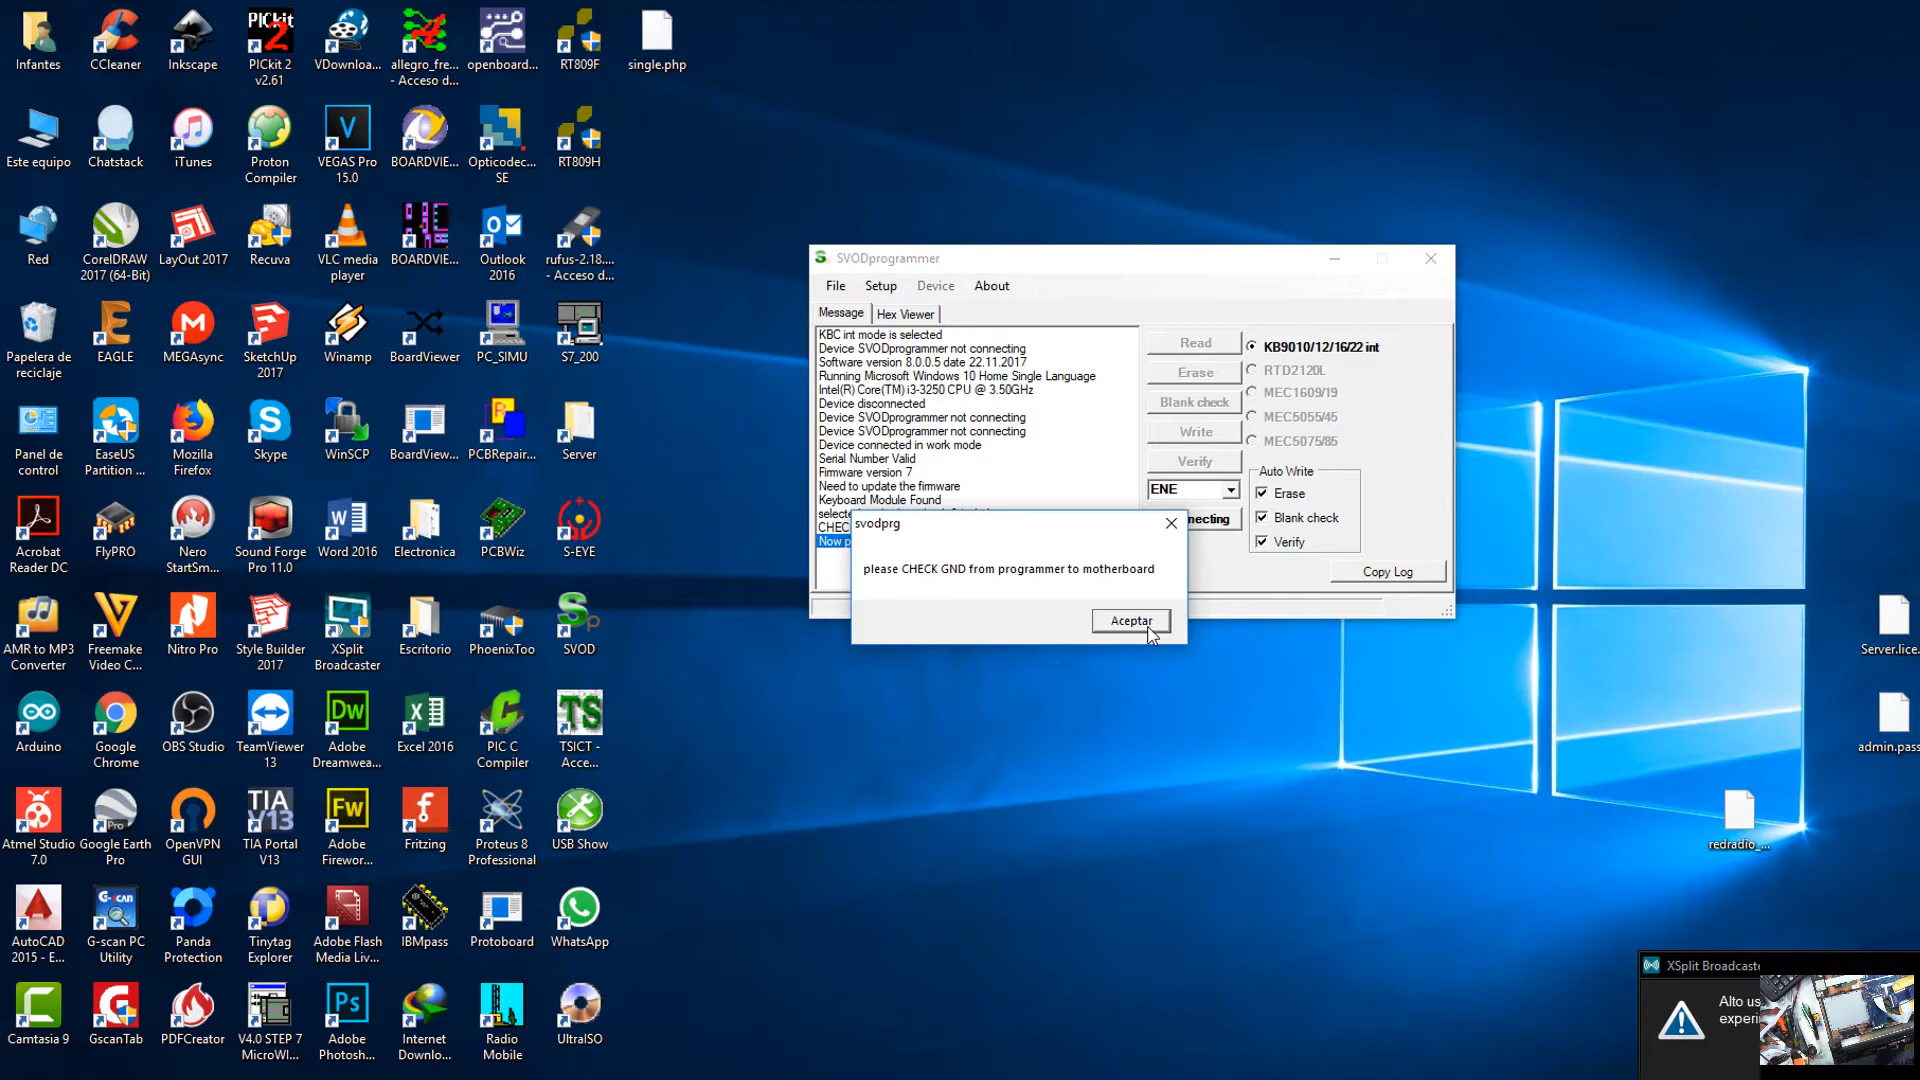 Infantes
CCleaner
Inkscape
PICkit 2
v2.61
VDownloa...
allegro_fre...
- Acceso d...
openboard...
RT809F
single.php
Este equipo
Chatstack
iTunes
Proton
Compiler
VEGAS Pro
15.0
BOARDVIE...
Opticodec...
SE
RT809H
Red
CorelDRAW
2017 (64-Bit)
LayOut 2017
Recuva
VLC media
player
BOARDVIE...
Outlook
2016
rufus-2.18....
- Acceso d...
Papelera de
reciclaje
EAGLE
MEGAsync
SketchUp
2017
Winamp
BoardViewer
PC_SIMU
S7_200
Panel de
control
EaseUS
Partition ...
Mozilla
Firefox
Skype
WinSCP
BoardView...
PCBRepair...
Server
Acrobat
Reader DC
FlyPRO
Nero
StartSm...
Sound Forge
Pro 11.0
Word 2016
Electronica
PCBWiz
S-EYE
AMR to MP3
Converter
Freemake
Video C...
Nitro Pro
Style Builder
2017
XSplit
Broadcaster
Escritorio
PhoenixToo
SVOD
Arduino
Google
Chrome
OBS Studio
TeamViewer
13
Adobe
Dreamwea...
Excel 2016
PIC C
Compiler
TSICT -
Acce...
Atmel Studio
7.0
Google Earth
Pro
OpenVPN
GUI
TIA Portal
V13
Adobe
Firewor...
Fritzing
Proteus 8
Professional
USB Show
AutoCAD
2015 - E...
G-scan PC
Utility
Panda
Protection
Tinytag
Explorer
Adobe Flash
Media Liv...
IBMpass
Protoboard
WhatsApp
Camtasia 9
GscanTab
PDFCreator
V4.0 STEP 7
MicroWI...
Adobe
Photosh...
Internet
Downlo...
Radio
Mobile
UltraISO
SVODprogrammer
File Setup Device About
Message Hex Viewer
KBC int mode is selected
Device SVODprogrammer not connecting
Software version 8.0.0.5 date 22.11.2017
Running Microsoft Windows 10 Home Single Language
Intel(R) Core(TM) i3-3250 CPU @ 3.50GHz
Device disconnected
Device SVODprogrammer not connecting
Device SVODprogrammer not connecting
Device connected in work mode
Serial Number Valid
Firmware version 7
Need to update the firmware
Keyboard Module Found
selecte
CHEC
Now p
Read
Erase
Blank check
Write
Verify
ENE
necting
KB9010/12/16/22 int
RTD2120L
MEC1609/19
MEC5055/45
MEC5075/85
Auto Write
Erase
Blank check
Verify
Copy Log
svodprg
please CHECK GND from programmer to motherboard
Aceptar
Server.lice.
admin.pass
redradio_...
XSplit Broadcaste
Alto us
experi